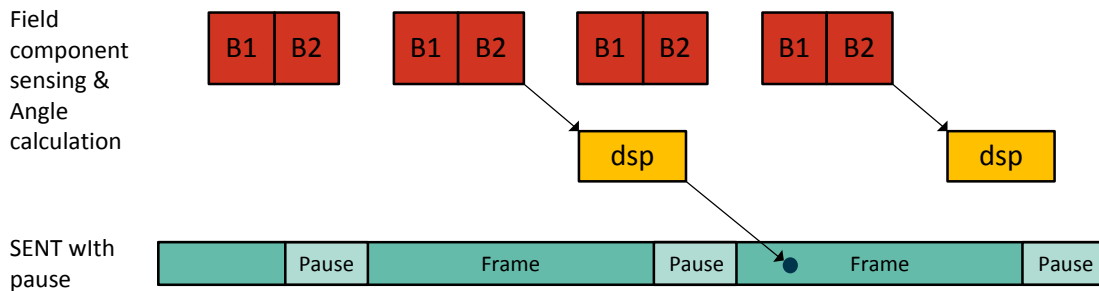 Field
component
sensing &
Angle
calculation
B1 B2 B1 B2 B1 B2 B1 B2
dsp dsp
SENT wIth
pause
Pause Frame Pause Frame Pause